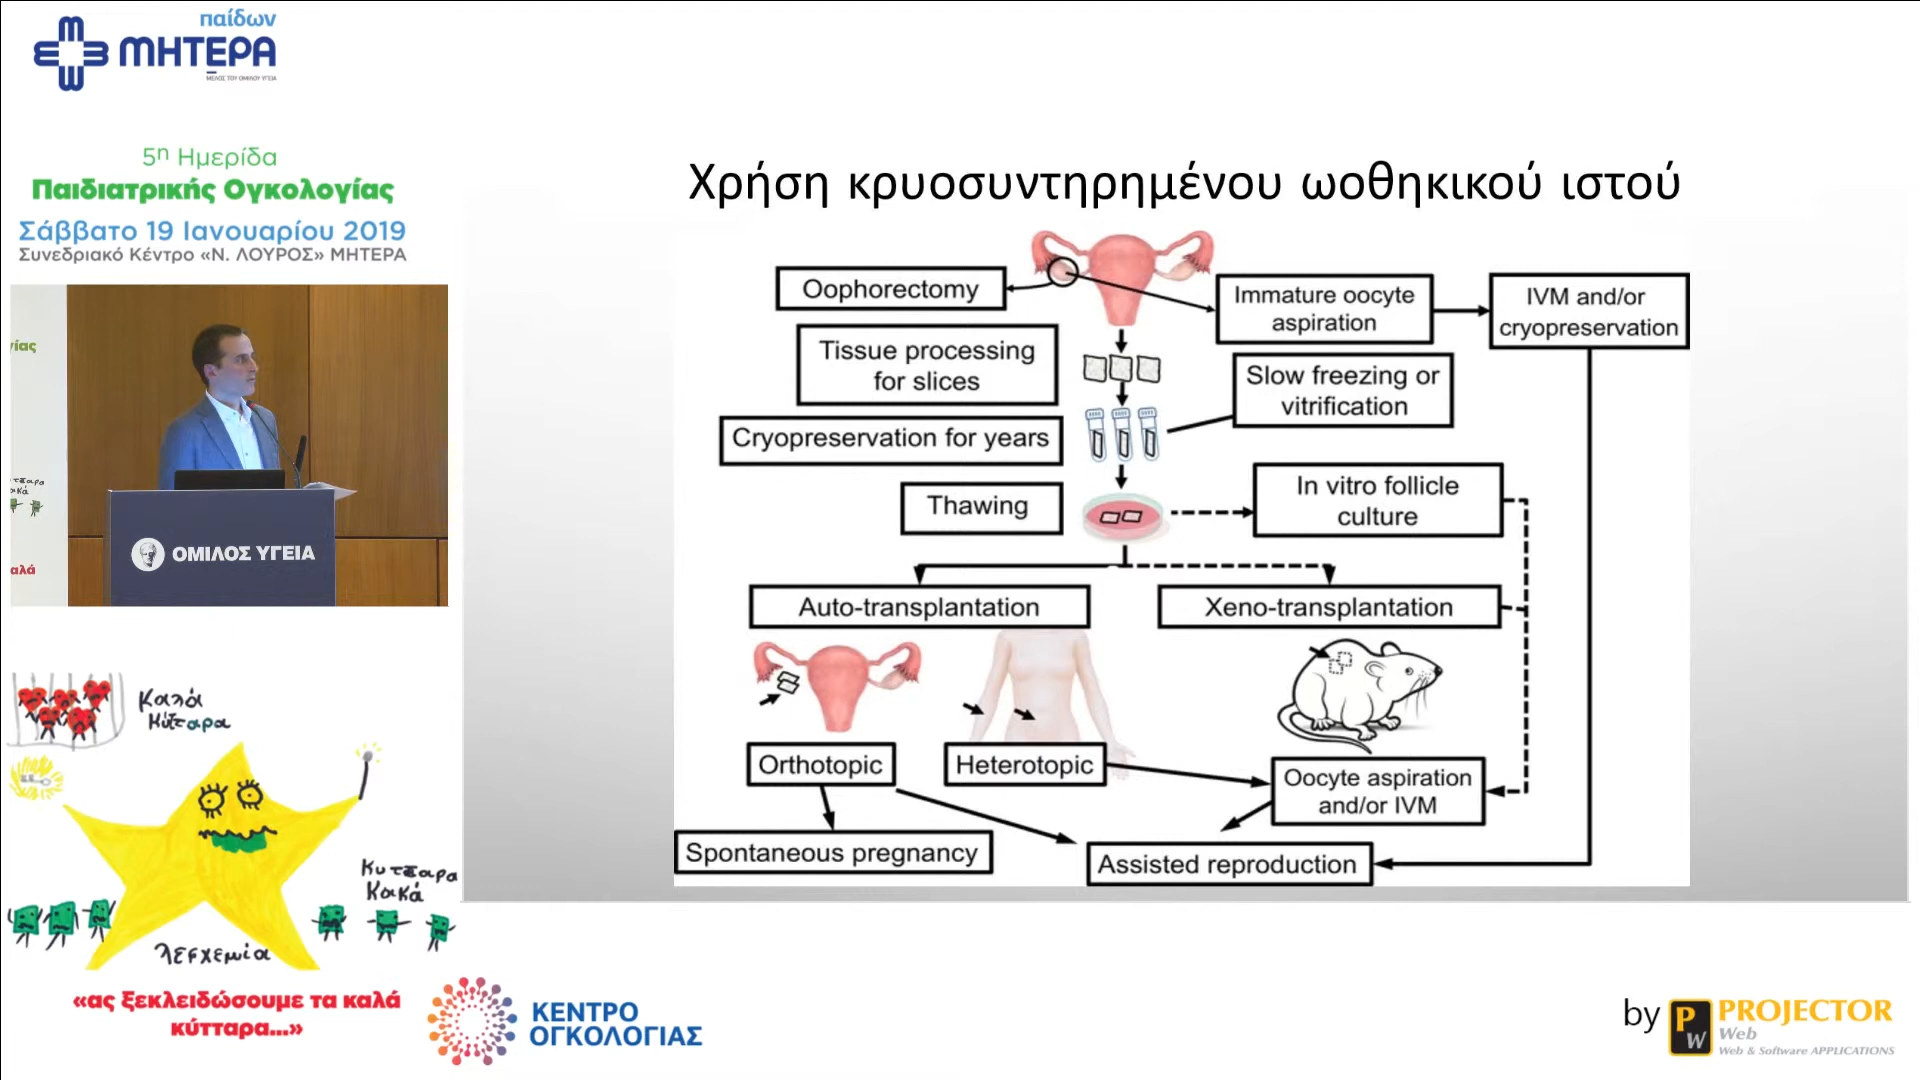 παίδων
ΜΗΤΕΡΑ
ΜΕΛΟΣ ΤΟΥ ΟΜΙΛΟΥ ΥΓΕΙΑ
5η Ημερίδα
Παιδιατρικής Ογκολογίας
Σάββατο 19 Ιανουαρίου 2019
Συνεδριακό Κέντρο «Ν. ΛΟΥΡΟΣ» ΜΗΤΕΡΑ
ΟΜΙΛΟΣ ΥΓΕΙΑ
Καλά
Κύτταρα
Κυτταρα
Κακά
λεφχεμία
«ας ξεκλειδώσουμε τα καλά
κύτταρα...»
ΚΕΝΤΡΟ
ΟΓΚΟΛΟΓΙΑΣ
Χρήση κρυοσυντηρημένου ωοθηκικού ιστού
Oophorectomy
Immature oocyte
aspiration
IVM and/or
cryopreservation
Tissue processing
for slices
Slow freezing or
vitrification
Cryopreservation for years
Thawing
In vitro follicle
culture
Auto-transplantation
Xeno-transplantation
Orthotopic
Heterotopic
Oocyte aspiration
and/or IVM
Spontaneous pregnancy
Assisted reproduction
by
PW
PROJECTOR
Web
Web & Software APPLICATIONS